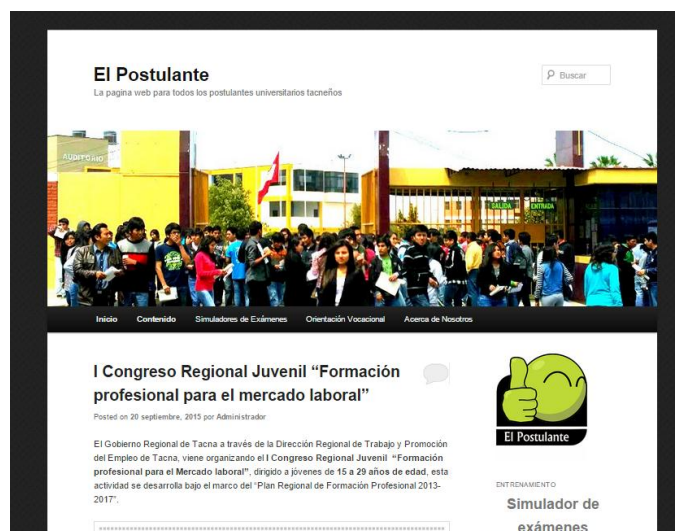 El Postulante
La pagina web para todos los postulantes universitarios tacneños
Buscar
AUDITORIO
SALIDA
ENTRADA
Inicio
Contenido
Simuladores de Exámenes
Orientación Vocacional
Acerca de Nosotros
I Congreso Regional Juvenil “Formación
profesional para el mercado laboral”
Posted on 20 septiembre, 2015 por Administrador
El Gobierno Regional de Tacna a través de la Dirección Regional de Trabajo y Promoción
del Empleo de Tacna, viene organizando el I Congreso Regional Juvenil “Formación
profesional para el Mercado laboral”, dirigido a jóvenes de 15 a 29 años de edad, esta
actividad se desarrolla bajo el marco del “Plan Regional de Formación Profesional 2013-
2017”.
El Postulante
ENTRENAMIENTO
Simulador de
exámenes